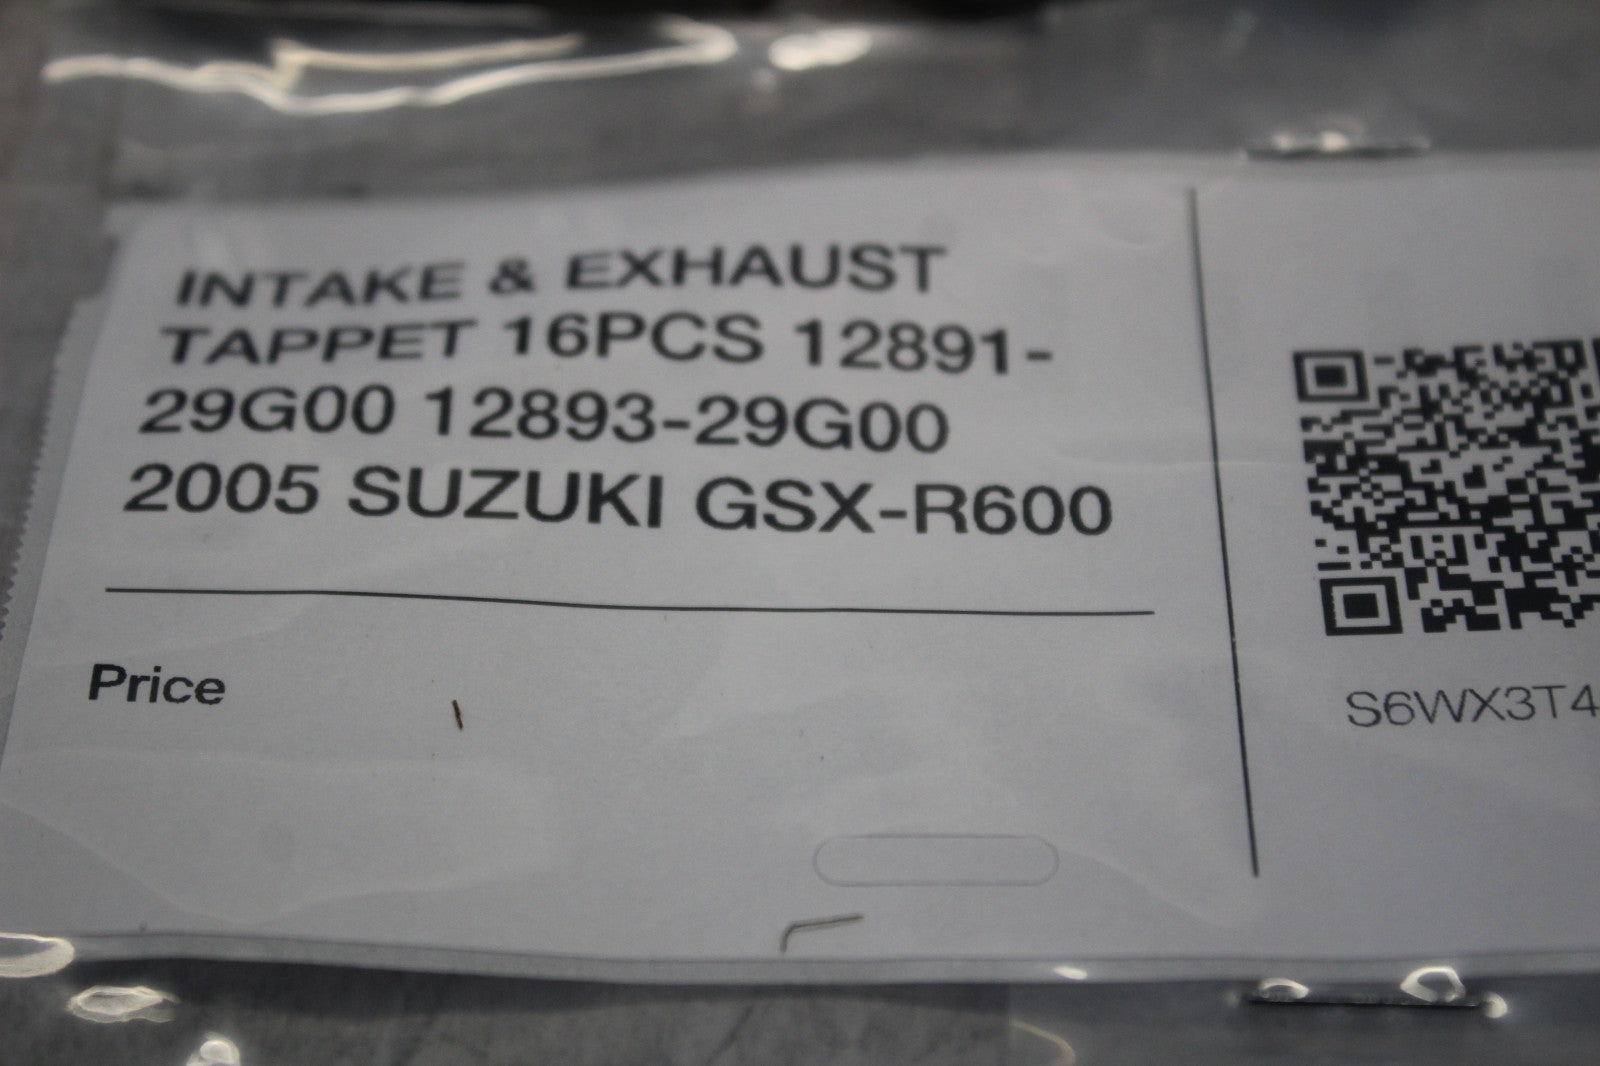 INTAKE & EXHAUST
TAPPET 16PCS 12891-
29G00 12893-29G00
2005 SUZUKI GSX-R600
Price
S6WX3T4